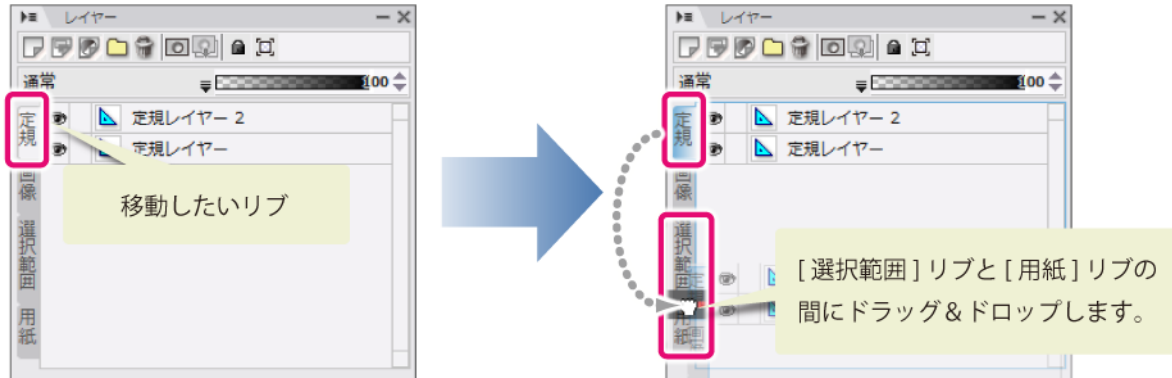 レイヤー
通常
100
定規
定規レイヤー 2
定規レイヤー
画像
選択範囲
用紙
移動したいリブ
レイヤー
通常
100
定規
定規レイヤー 2
定規レイヤー
画像
選択範囲
用紙
[ 選択範囲 ] リブと [ 用紙 ] リブの
間にドラッグ＆ドロップします。